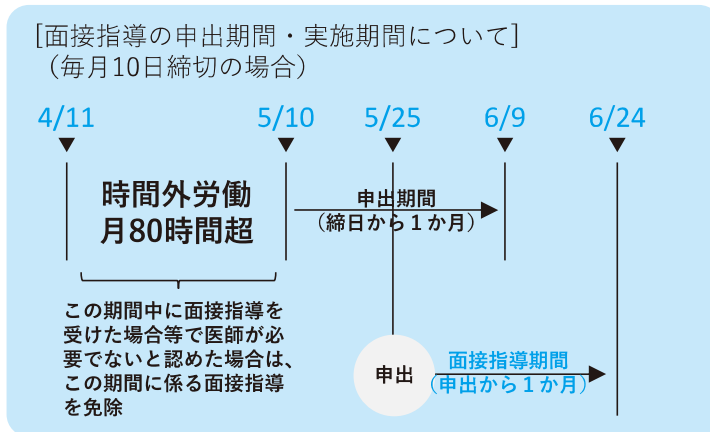 [面接指導の申出期間・実施期間について]
（毎月10日締切の場合）
4/11
5/10
5/25
6/9
6/24
時間外労働
月80時間超
申出期間
（締日から１か月）
この期間中に面接指導を
受けた場合等で医師が必
要でないと認めた場合は、
この期間に係る面接指導
を免除
申出
面接指導期間
（申出から１か月）